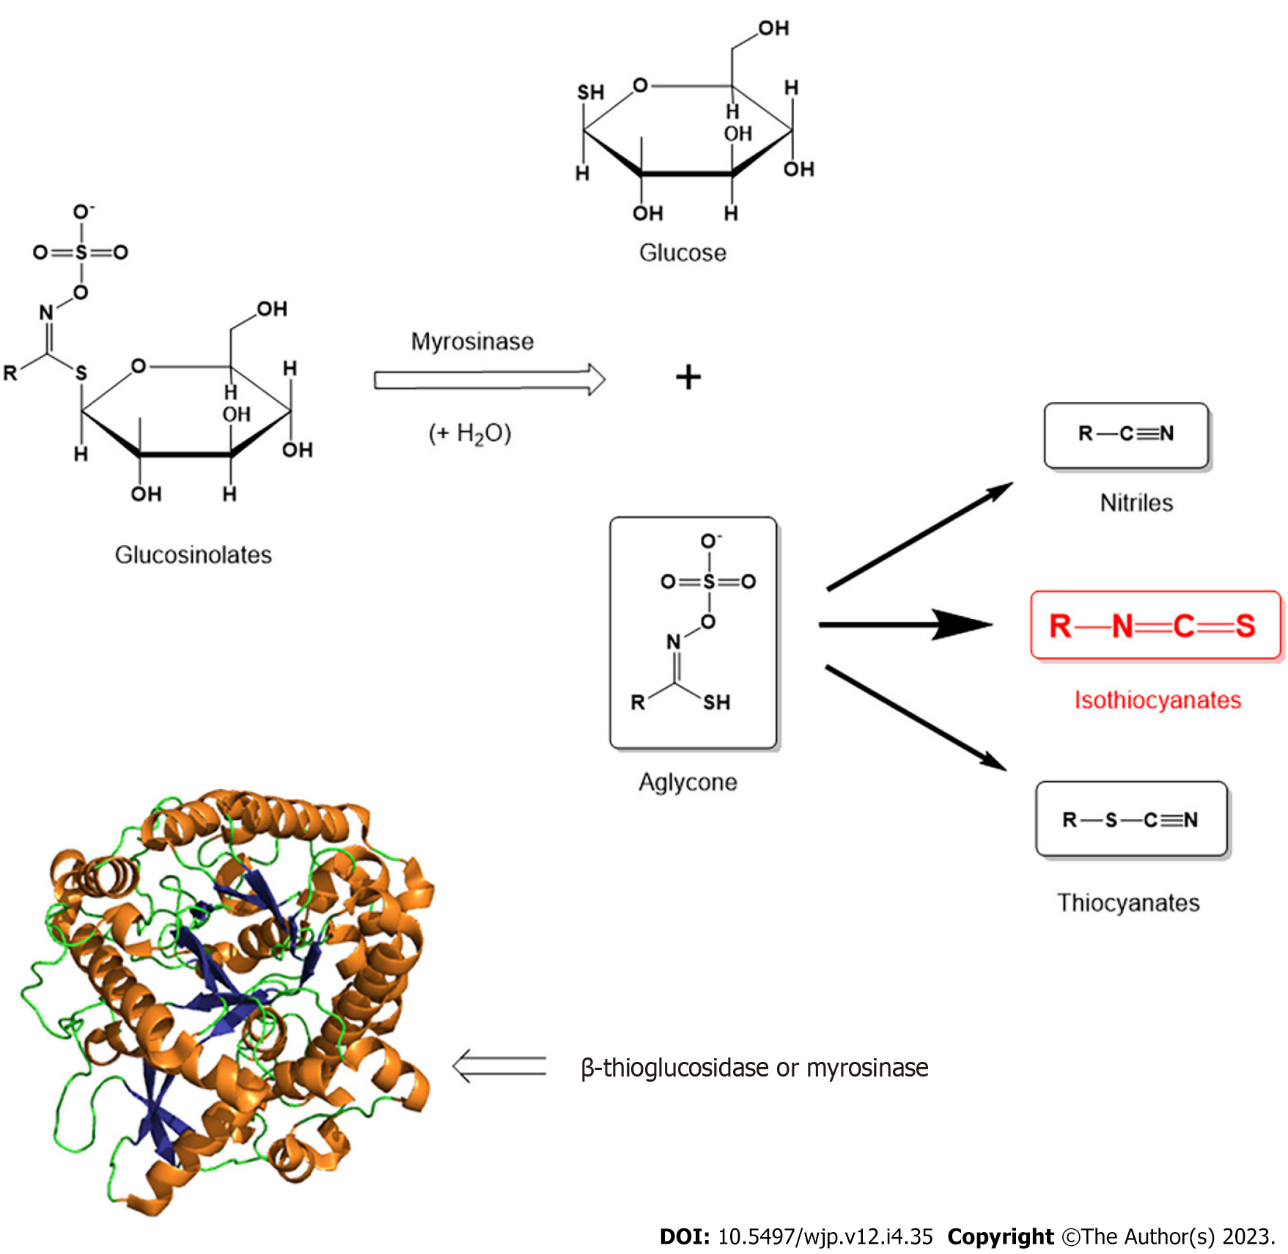 OH
SH
O
H
H
H
OH
H
OH
OH
H
Glucose
O-
O=S=O
O
N
R
S
O
OH
H
H
OH
H
OH
OH
H
Glucosinolates
Myrosinase
(+ H₂O)
+
R—C≡N
Nitriles
O-
O=S=O
O
N
R
SH
Aglycone
R—N=C=S
Isothiocyanates
R—S—C≡N
Thiocyanates
β-thioglucosidase or myrosinase
DOI: 10.5497/wjp.v12.i4.35 Copyright ©The Author(s) 2023.